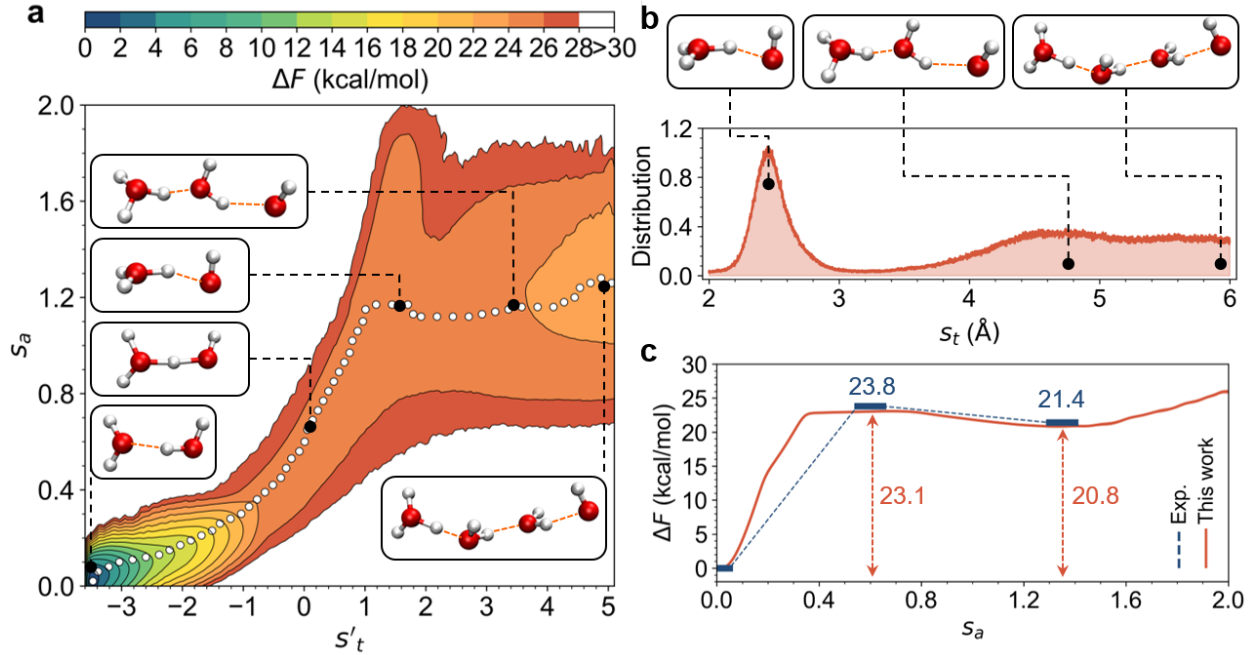 a
0 2 4 6 8 10 12 14 16 18 20 22 24 26 28 >30
ΔF (kcal/mol)
2.0
1.6
1.2
0.8
0.4
0.0
s_a
−3 −2 −1 0 1 2 3 4 5
s'_t
b
1.2
0.8
0.4
0.0
Distribution
2 3 4 5 6
s_t (Å)
c
30
25
20
15
10
5
0
ΔF (kcal/mol)
23.8
21.4
23.1
20.8
Exp.
This work
0.0 0.4 0.8 1.2 1.6 2.0
s_a